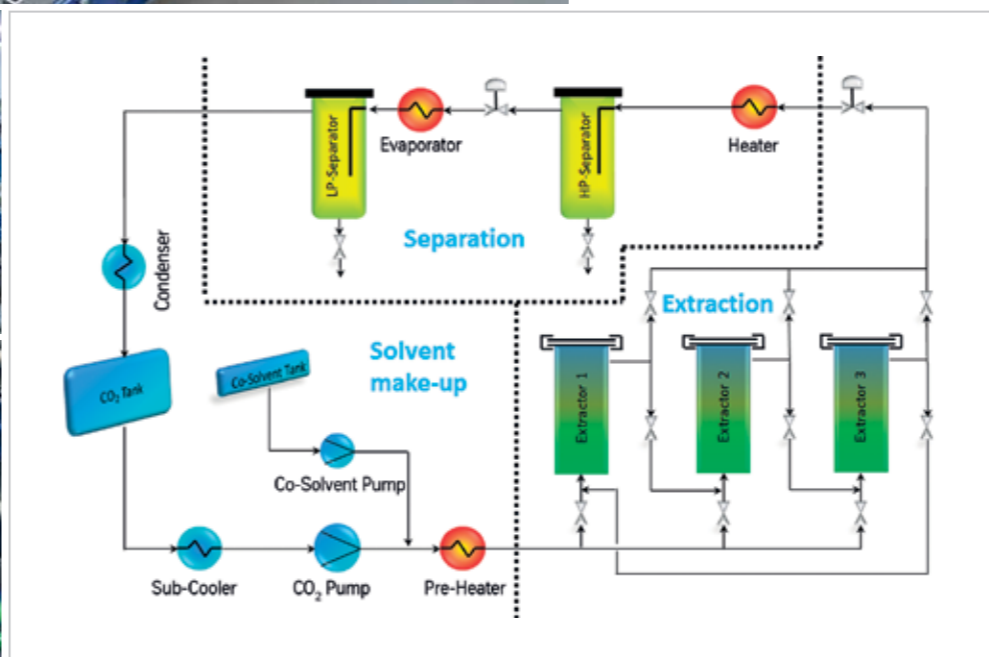 LP-Separator
Evaporator
HP-Separator
Heater
Separation
Condenser
Extraction
Solvent
make-up
CO₂ Tank
Co-Solvent Tank
Extractor 1
Extractor 2
Extractor 3
Co-Solvent Pump
Sub-Cooler
CO₂ Pump
Pre-Heater